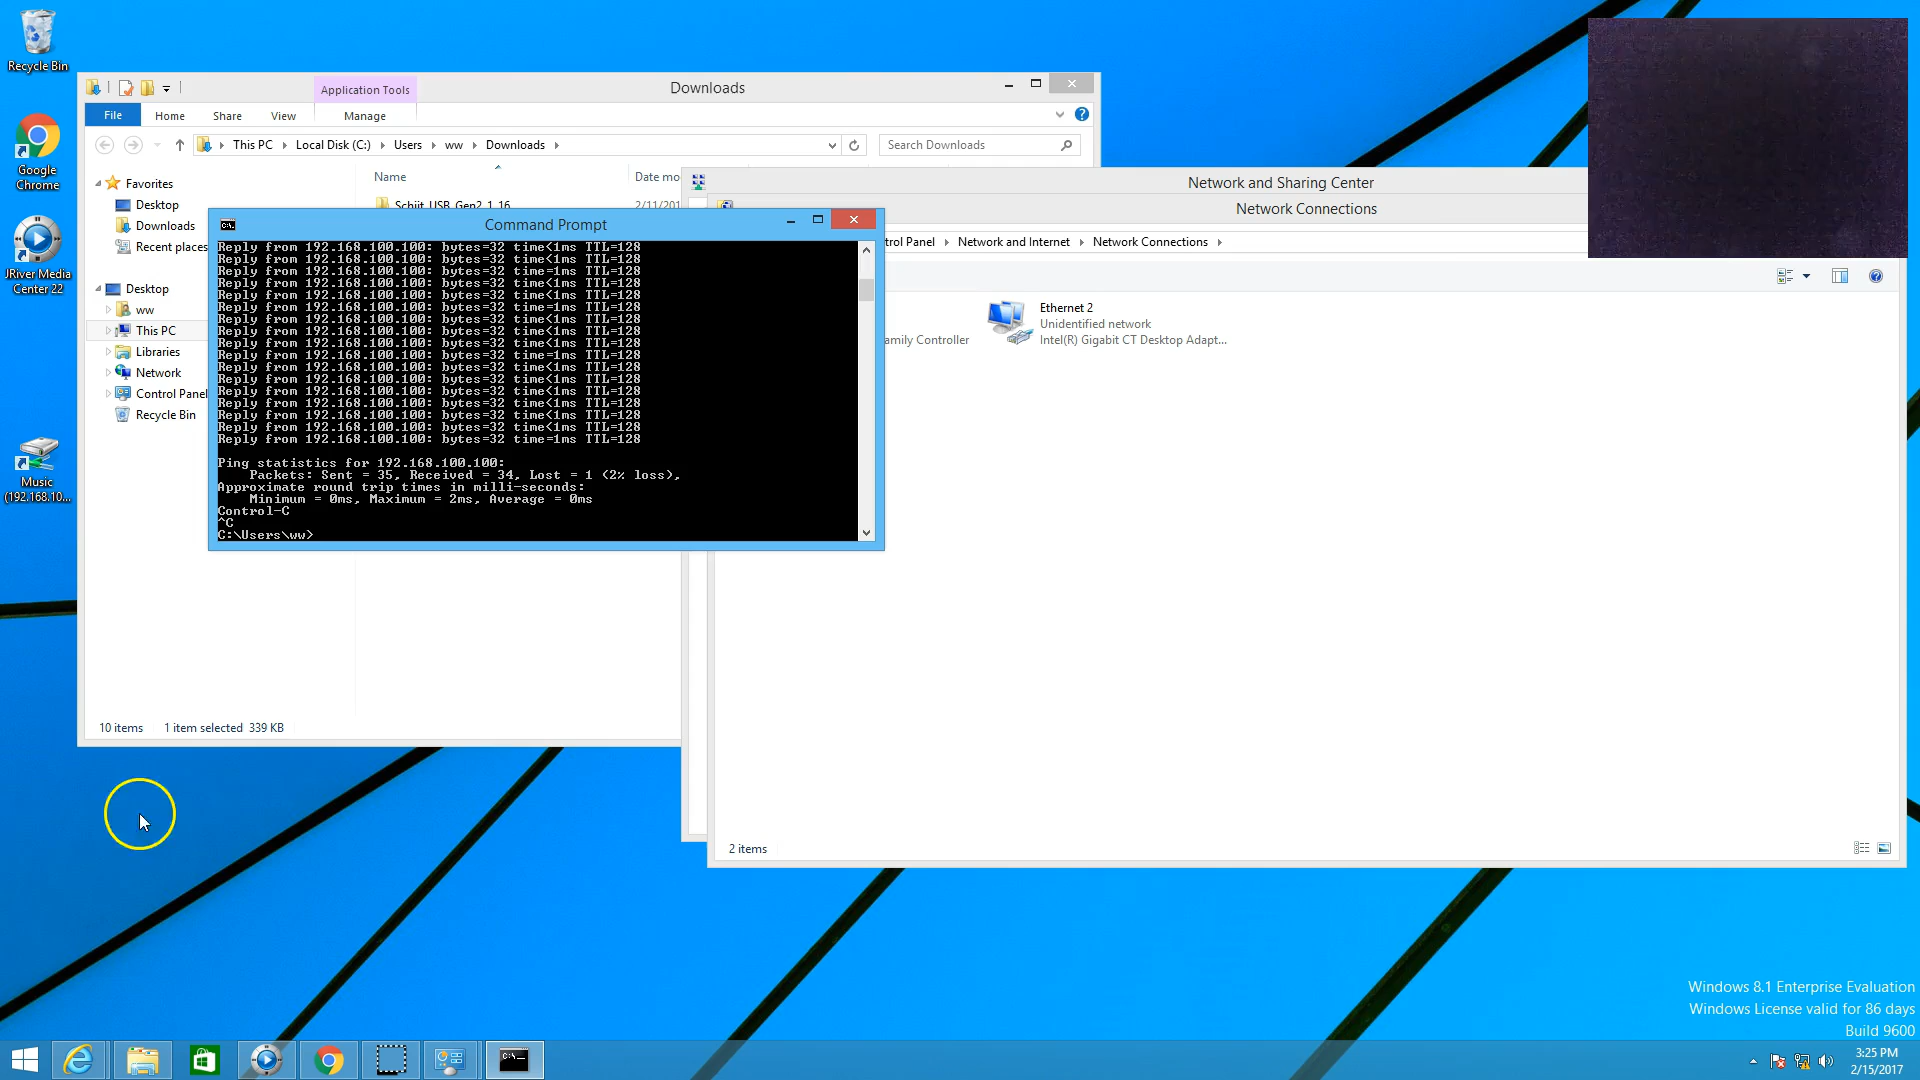 Recycle Bin
Google
Chrome
JRiver Media
Center 22
Music
(192.168.10...
Application Tools
Downloads
File
Home
Share
View
Manage
This PC
Local Disk (C:)
Users
ww
Downloads
Search Downloads
Name
Date mo
Schiit_USB_Gen2_1_16
2/11/201
Favorites
Desktop
Downloads
Recent places
Desktop
ww
This PC
Libraries
Network
Control Panel
Recycle Bin
10 items 1 item selected 339 KB
Command Prompt
Reply from 192.168.100.100: bytes=32 time<1ms TTL=128
Reply from 192.168.100.100: bytes=32 time<1ms TTL=128
Reply from 192.168.100.100: bytes=32 time=1ms TTL=128
Reply from 192.168.100.100: bytes=32 time<1ms TTL=128
Reply from 192.168.100.100: bytes=32 time<1ms TTL=128
Reply from 192.168.100.100: bytes=32 time=1ms TTL=128
Reply from 192.168.100.100: bytes=32 time<1ms TTL=128
Reply from 192.168.100.100: bytes=32 time=1ms TTL=128
Reply from 192.168.100.100: bytes=32 time<1ms TTL=128
Reply from 192.168.100.100: bytes=32 time=1ms TTL=128
Reply from 192.168.100.100: bytes=32 time<1ms TTL=128
Reply from 192.168.100.100: bytes=32 time<1ms TTL=128
Reply from 192.168.100.100: bytes=32 time<1ms TTL=128
Reply from 192.168.100.100: bytes=32 time=1ms TTL=128
Reply from 192.168.100.100: bytes=32 time<1ms TTL=128
Reply from 192.168.100.100: bytes=32 time<1ms TTL=128
Reply from 192.168.100.100: bytes=32 time=1ms TTL=128
Ping statistics for 192.168.100.100:
Packets: Sent = 35, Received = 34, Lost = 1 (2% loss),
Approximate round trip times in milli-seconds:
Minimum = 0ms, Maximum = 2ms, Average = 0ms
Control-C
^C
C:\Users\ww>
Network and Sharing Center
Network Connections
rol Panel
Network and Internet
Network Connections
amily Controller
Ethernet 2
Unidentified network
Intel(R) Gigabit CT Desktop Adapt...
2 items
Windows 8.1 Enterprise Evaluation
Windows License valid for 86 days
Build 9600
3:25 PM
2/15/2017